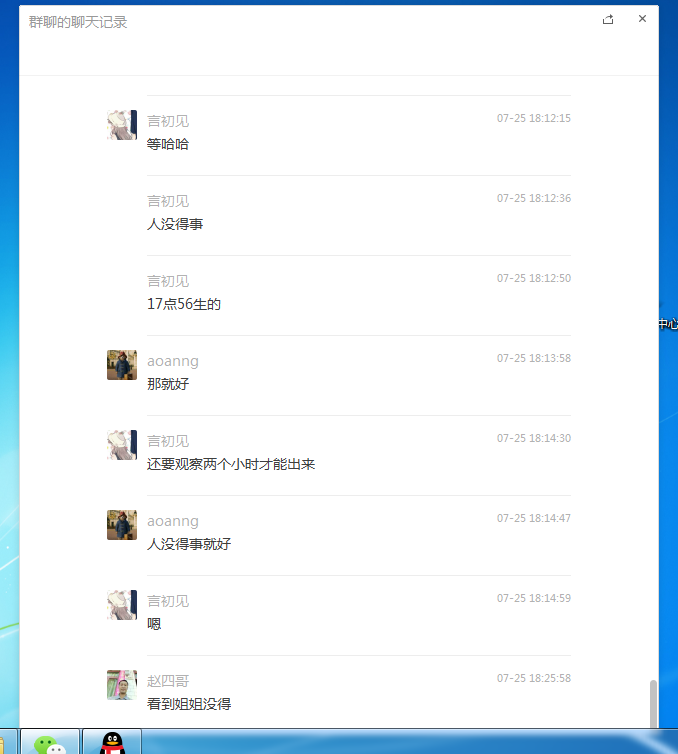 群聊的聊天记录
言初见 07-25 18:12:15
等哈哈
言初见 07-25 18:12:36
人没得事
言初见 07-25 18:12:50
17点56生的
aoanng 07-25 18:13:58
那就好
言初见 07-25 18:14:30
还要观察两个小时才能出来
aoanng 07-25 18:14:47
人没得事就好
言初见 07-25 18:14:59
嗯
赵四哥 07-25 18:25:58
看到姐姐没得
中心